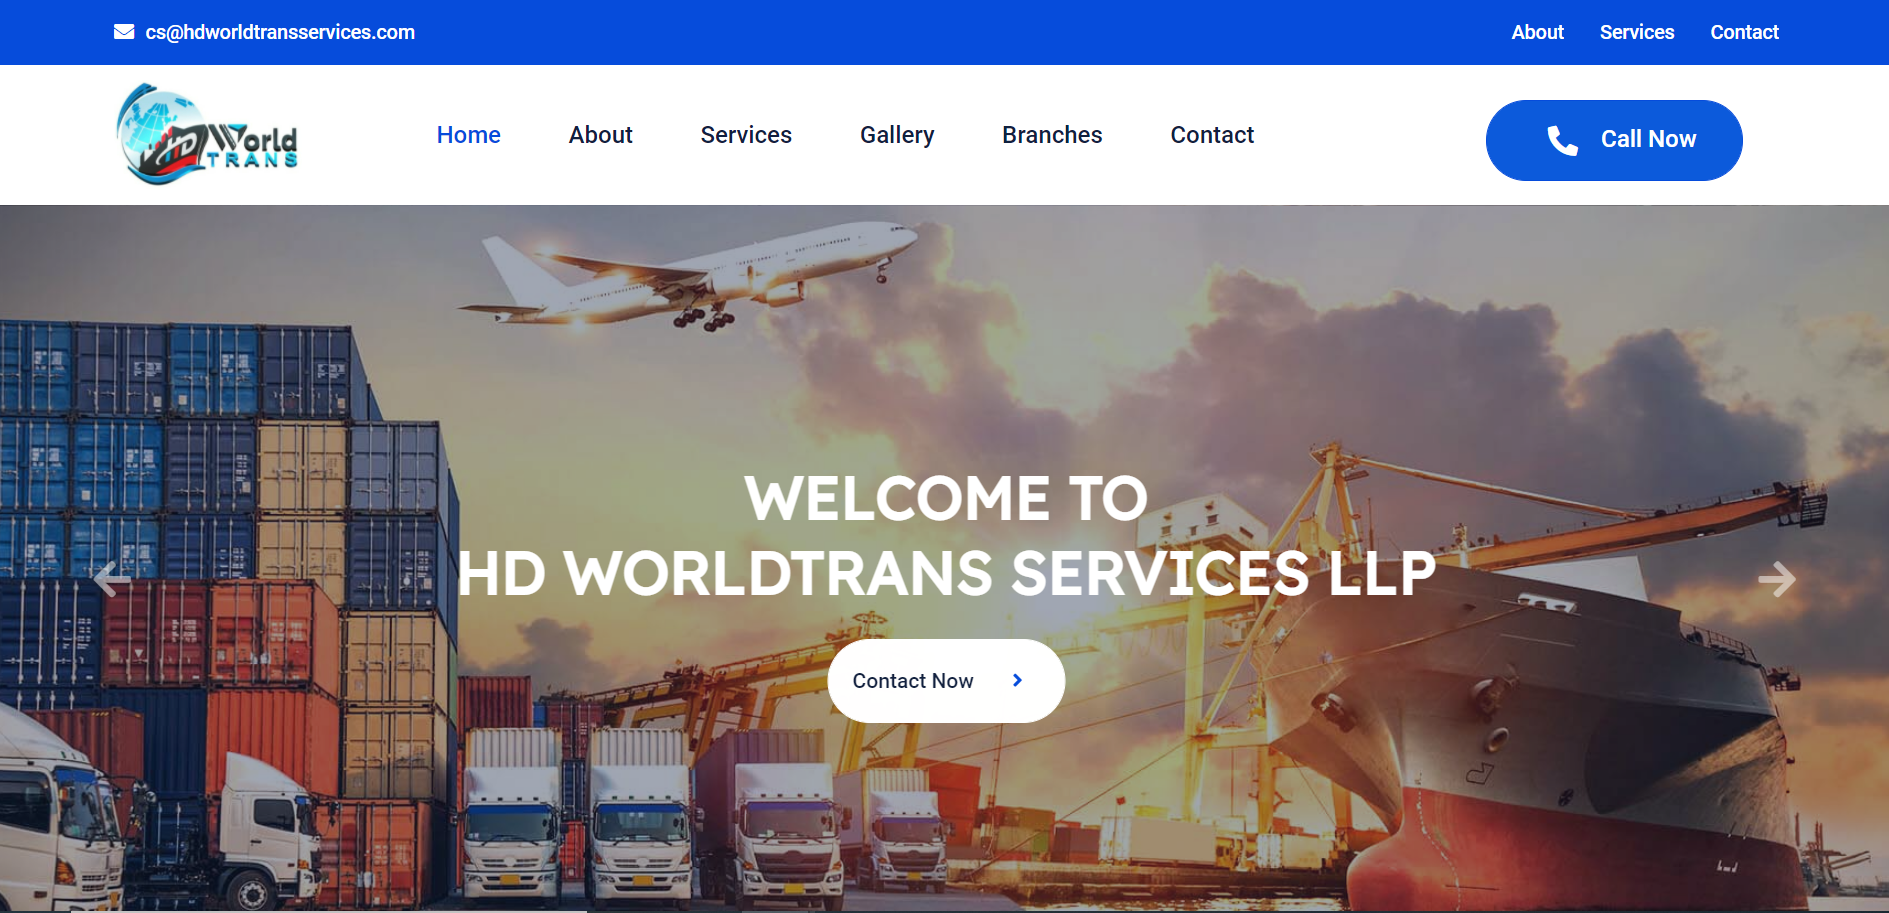 cs@hdworldtransservices.com
About Services Contact
HD World
TRANS
Home About Services Gallery Branches Contact
Call Now
WELCOME TO
HD WORLDTRANS SERVICES LLP
Contact Now